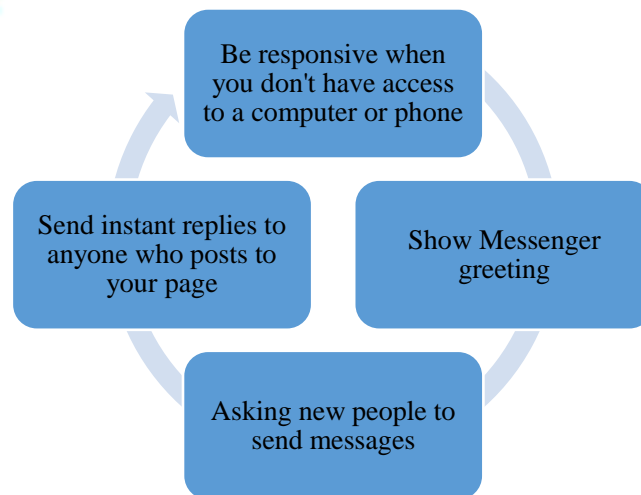 Be responsive when
you don't have access
to a computer or phone
Show Messenger
greeting
Asking new people to
send messages
Send instant replies to
anyone who posts to
your page